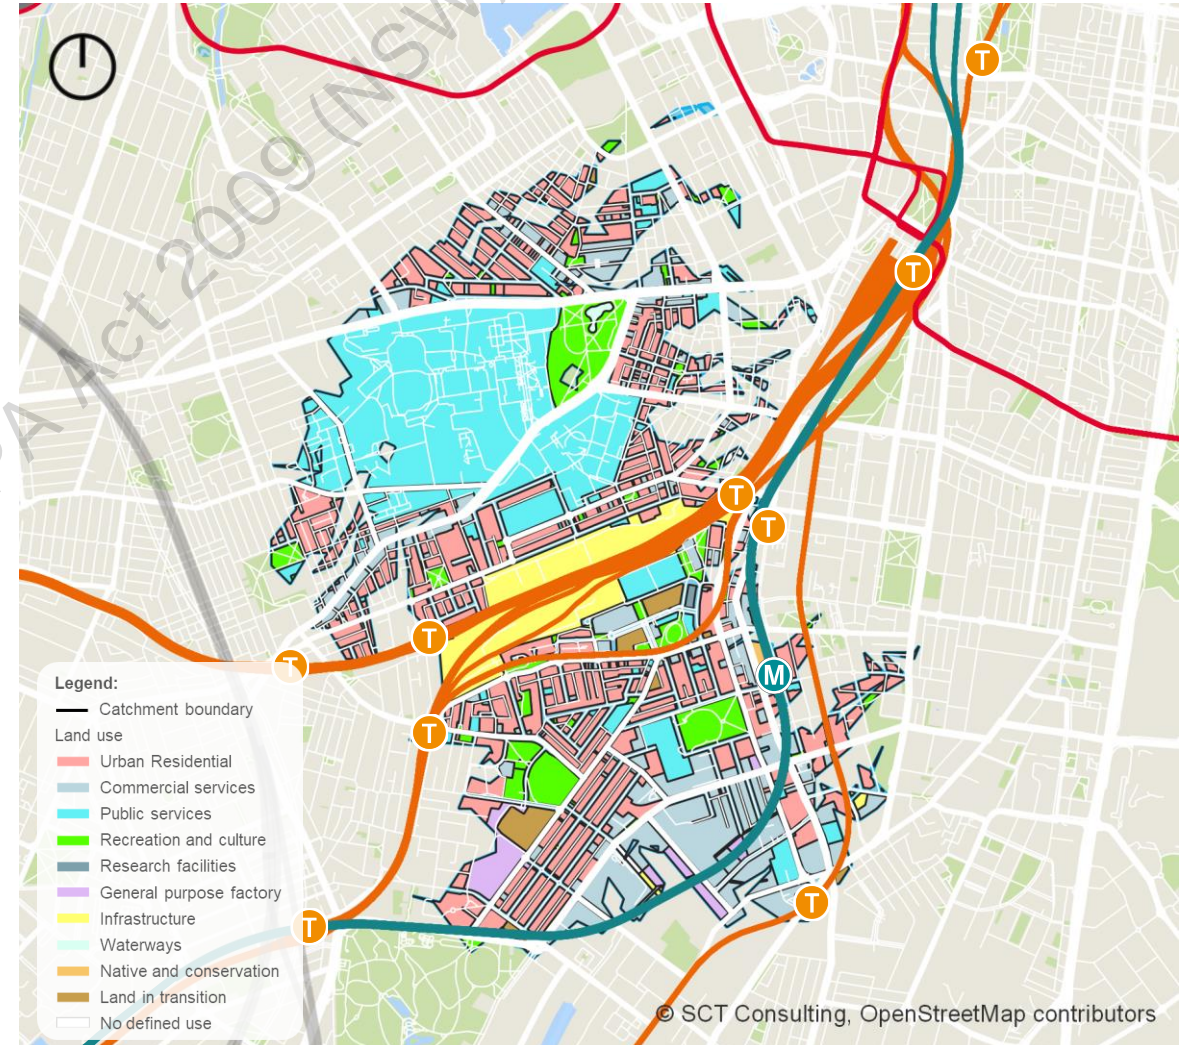 PA Act 2009 (NSW
T
T
T
T
T
T
M
T
T
T
Legend:
Catchment boundary
Land use
Urban Residential
Commercial services
Public services
Recreation and culture
Research facilities
General purpose factory
Infrastructure
Waterways
Native and conservation
Land in transition
No defined use
© SCT Consulting, OpenStreetMap contributors